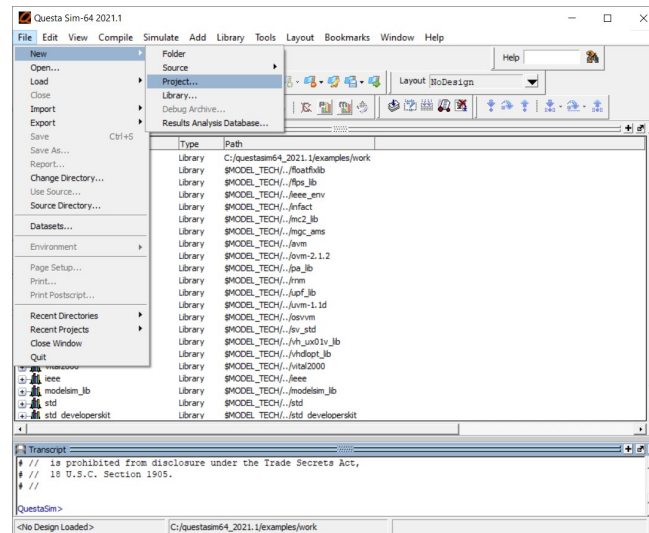 Questa Sim-64 2021.1
File Edit View Compile Simulate Add Library Tools Layout Bookmarks Window Help
New
Open...
Load
Close
Import
Export
Save Ctrl+S
Save As...
Report...
Change Directory...
Use Source...
Source Directory...
Datasets...
Environment
Page Setup...
Print...
Print Postscript...
Recent Directories
Recent Projects
Close Window
Quit
Folder
Source
Project...
Library...
Debug Archive...
Results Analysis Database...
Help
Layout NoDesign
Type Path
Library C:/questasim64_2021.1/examples/work
Library $MODEL_TECH/../floatfixlib
Library $MODEL_TECH/../flps_lib
Library $MODEL_TECH/../ieee_env
Library $MODEL_TECH/../infact
Library $MODEL_TECH/../mc2_lib
Library $MODEL_TECH/../mgc_ams
Library $MODEL_TECH/../avm
Library $MODEL_TECH/../ovm-2.1.2
Library $MODEL_TECH/../pa_lib
Library $MODEL_TECH/../rnm
Library $MODEL_TECH/../upf_lib
Library $MODEL_TECH/../uvm-1.1d
Library $MODEL_TECH/../osvvm
Library $MODEL_TECH/../sv_std
Library $MODEL_TECH/../vh_ux01v_lib
Library $MODEL_TECH/../vhdlopt_lib
vital2000 Library $MODEL_TECH/../vital2000
ieee Library $MODEL_TECH/../ieee
modelsim_lib Library $MODEL_TECH/../modelsim_lib
std Library $MODEL_TECH/../std
std_developerskit Library $MODEL_TECH/../std_developerskit
Transcript
# // is prohibited from disclosure under the Trade Secrets Act,
# // 18 U.S.C. Section 1905.
# //
QuestaSim>
<No Design Loaded> C:/questasim64_2021.1/examples/work